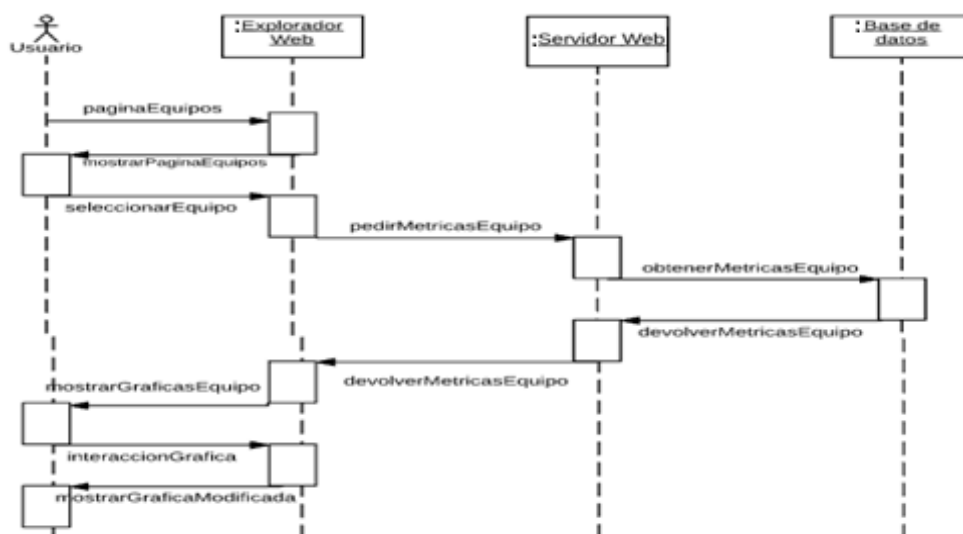 Usuario
:Explorador
Web
:Servidor Web
:Base de
datos
paginaEquipos
mostrarPaginaEquipos
seleccionarEquipo
pedirMetricasEquipo
obtenerMetricasEquipo
devolverMetricasEquipo
devolverMetricasEquipo
mostrarGraficasEquipo
interaccionGrafica
mostrarGraficaModificada